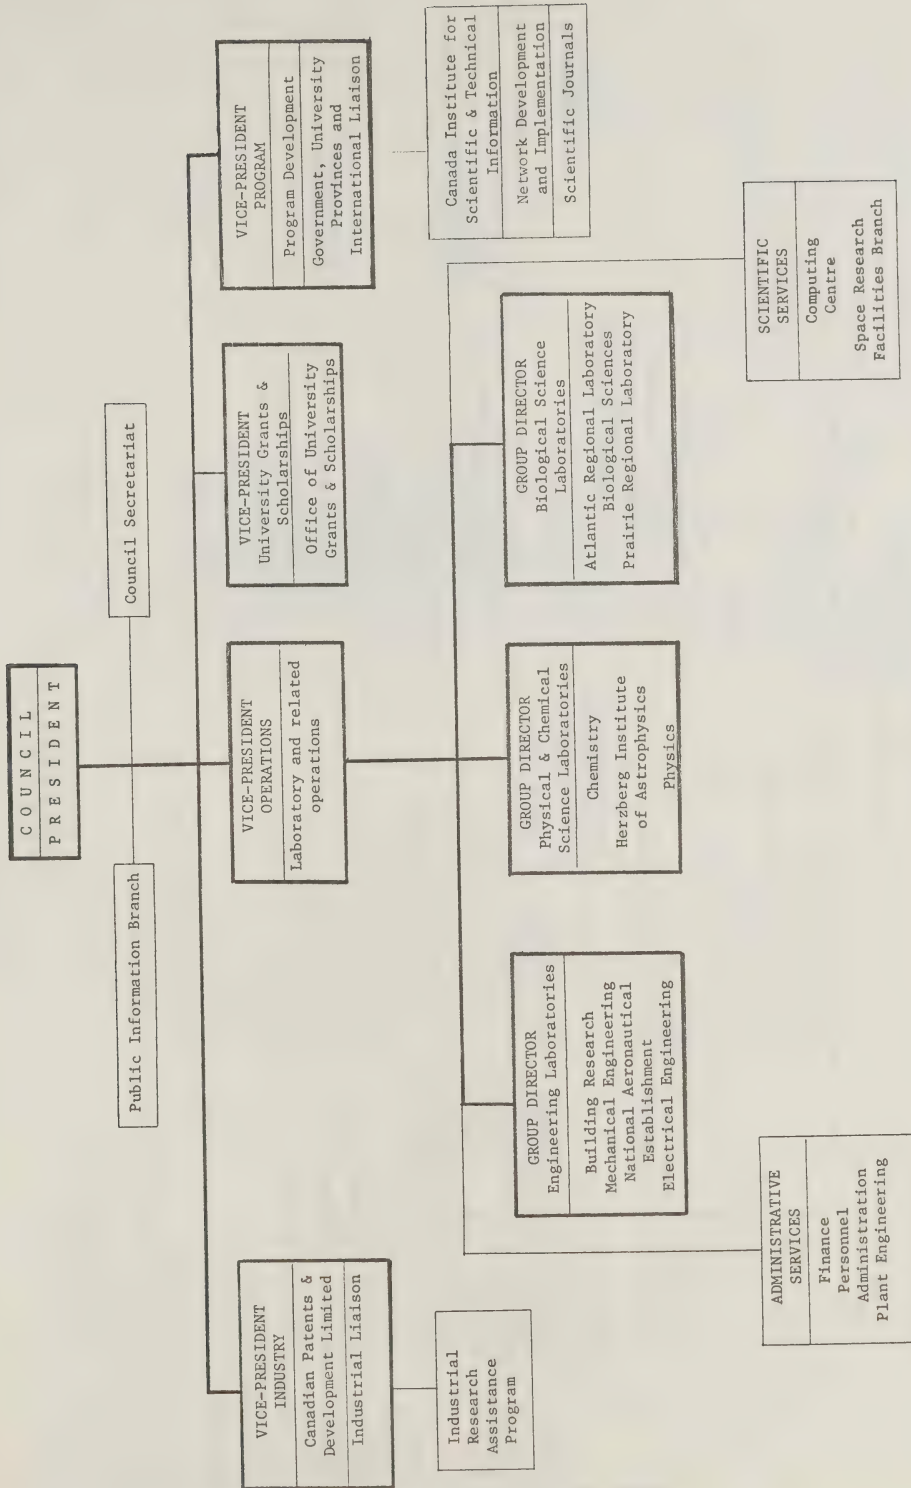 C O U N C I L
P R E S I D E N T
Public Information Branch
Council Secretariat
VICE-PRESIDENT
INDUSTRY
Canadian Patents &
Development Limited
Industrial Liaison
VICE-PRESIDENT
OPERATIONS
Laboratory and related
operations
VICE-PRESIDENT
University Grants &
Scholarships
Office of University
Grants & Scholarships
VICE-PRESIDENT
PROGRAM
Program Development
Government, University
Provinces and
International Liaison
Industrial
Research
Assistance
Program
Canada Institute for
Scientific & Technical
Information
Network Development
and Implementation
Scientific Journals
GROUP DIRECTOR
Engineering Laboratories
Building Research
Mechanical Engineering
National Aeronautical
Establishment
Electrical Engineering
GROUP DIRECTOR
Physical & Chemical
Science Laboratories
Chemistry
Herzberg Institute
of Astrophysics
Physics
GROUP DIRECTOR
Biological Science
Laboratories
Atlantic Regional Laboratory
Biological Sciences
Prairie Regional Laboratory
ADMINISTRATIVE
SERVICES
Finance
Personnel
Administration
Plant Engineering
SCIENTIFIC
SERVICES
Computing
Centre
Space Research
Facilities Branch